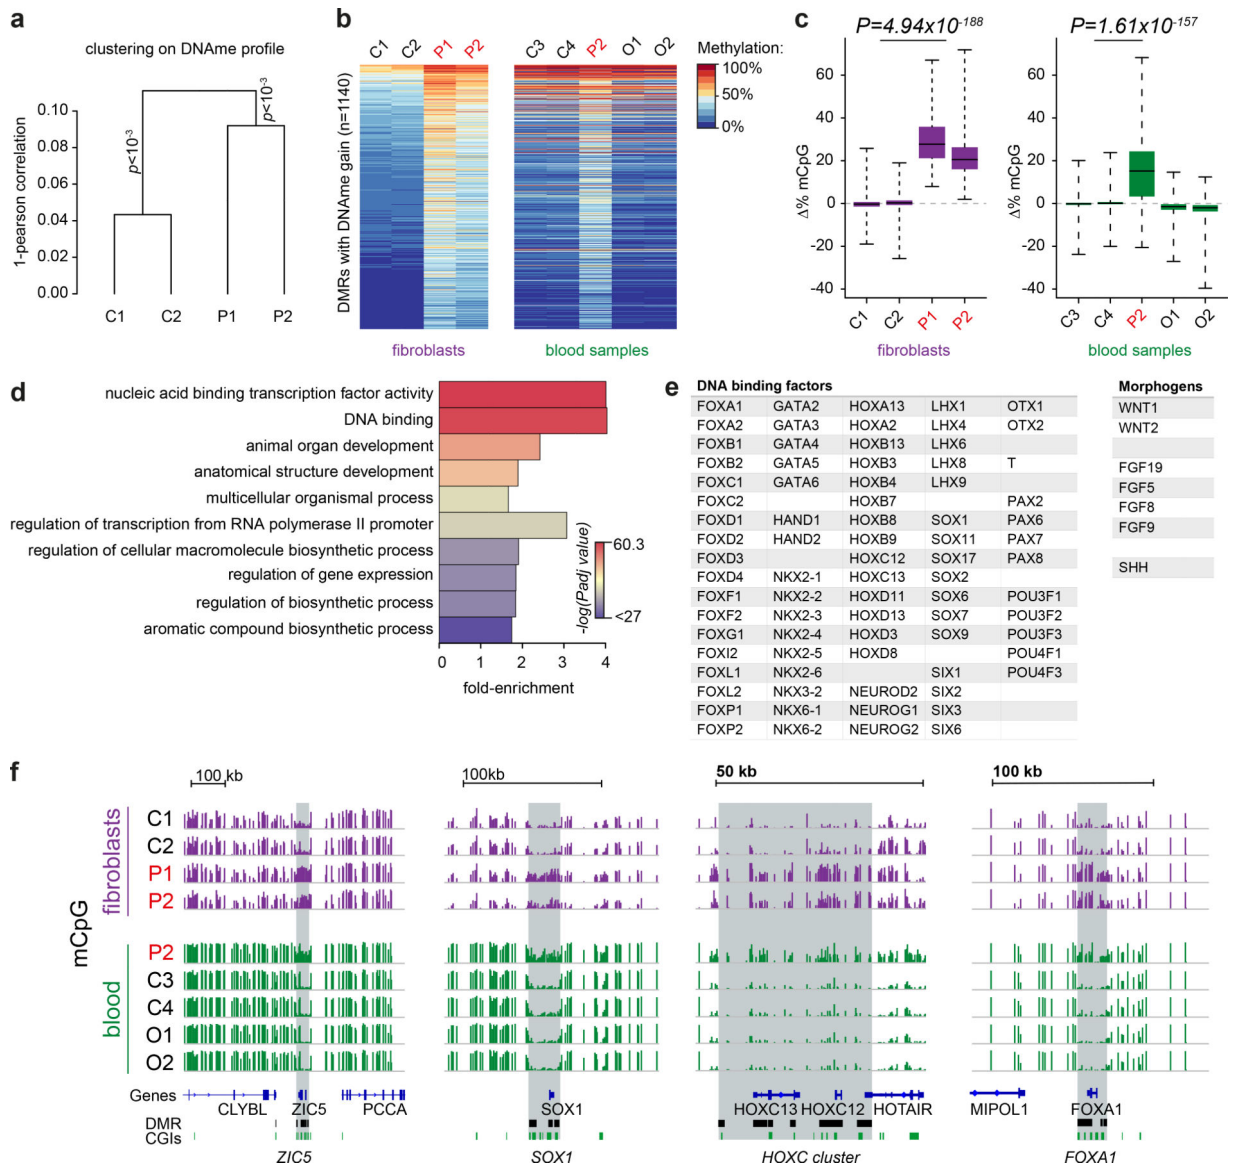 a
clustering on DNAme profile
1-pearson correlation
0.10
0.08
0.06
0.04
0.02
0.00
p<10-3
p<10-3
C1 C2 P1 P2
b
C1 C2 P1 P2
C3 C4 P2 O1 O2
DMRs with DNAme gain (n=1140)
Methylation:
100%
50%
0%
fibroblasts
blood samples
c
P=4.94x10-188
P=1.61x10-157
Δ% mCpG
60
40
20
0
-20
-40
C1 C2 P1 P2
fibroblasts
Δ% mCpG
60
40
20
0
-20
-40
C3 C4 P2 O1 O2
blood samples
d
nucleic acid binding transcription factor activity
DNA binding
animal organ development
anatomical structure development
multicellular organismal process
regulation of transcription from RNA polymerase II promoter
regulation of cellular macromolecule biosynthetic process
regulation of gene expression
regulation of biosynthetic process
aromatic compound biosynthetic process
0 1 2 3 4
fold-enrichment
-log(Padj value)
60.3
<27
e
DNA binding factors
FOXA1 GATA2 HOXA13 LHX1 OTX1
FOXA2 GATA3 HOXA2 LHX4 OTX2
FOXB1 GATA4 HOXB13 LHX6
FOXB2 GATA5 HOXB3 LHX8 T
FOXC1 GATA6 HOXB4 LHX9
FOXC2 HOXB7 PAX2
FOXD1 HAND1 HOXB8 SOX1 PAX6
FOXD2 HAND2 HOXB9 SOX11 PAX7
FOXD3 HOXC12 SOX17 PAX8
FOXD4 NKX2-1 HOXC13 SOX2
FOXF1 NKX2-2 HOXD11 SOX6 POU3F1
FOXF2 NKX2-3 HOXD13 SOX7 POU3F2
FOXG1 NKX2-4 HOXD3 SOX9 POU3F3
FOXI2 NKX2-5 HOXD8 POU4F1
FOXL1 NKX2-6 SIX1 POU4F3
FOXL2 NKX3-2 NEUROD2 SIX2
FOXP1 NKX6-1 NEUROG1 SIX3
FOXP2 NKX6-2 NEUROG2 SIX6
Morphogens
WNT1
WNT2
FGF19
FGF5
FGF8
FGF9
SHH
f
100 kb
100kb
50 kb
100 kb
mCpG
fibroblasts
C1
C2
P1
P2
blood
P2
C3
C4
O1
O2
Genes
CLYBL ZIC5 PCCA SOX1 HOXC13 HOXC12 HOTAIR MIPOL1 FOXA1
DMR
CGIs
ZIC5 SOX1 HOXC cluster FOXA1